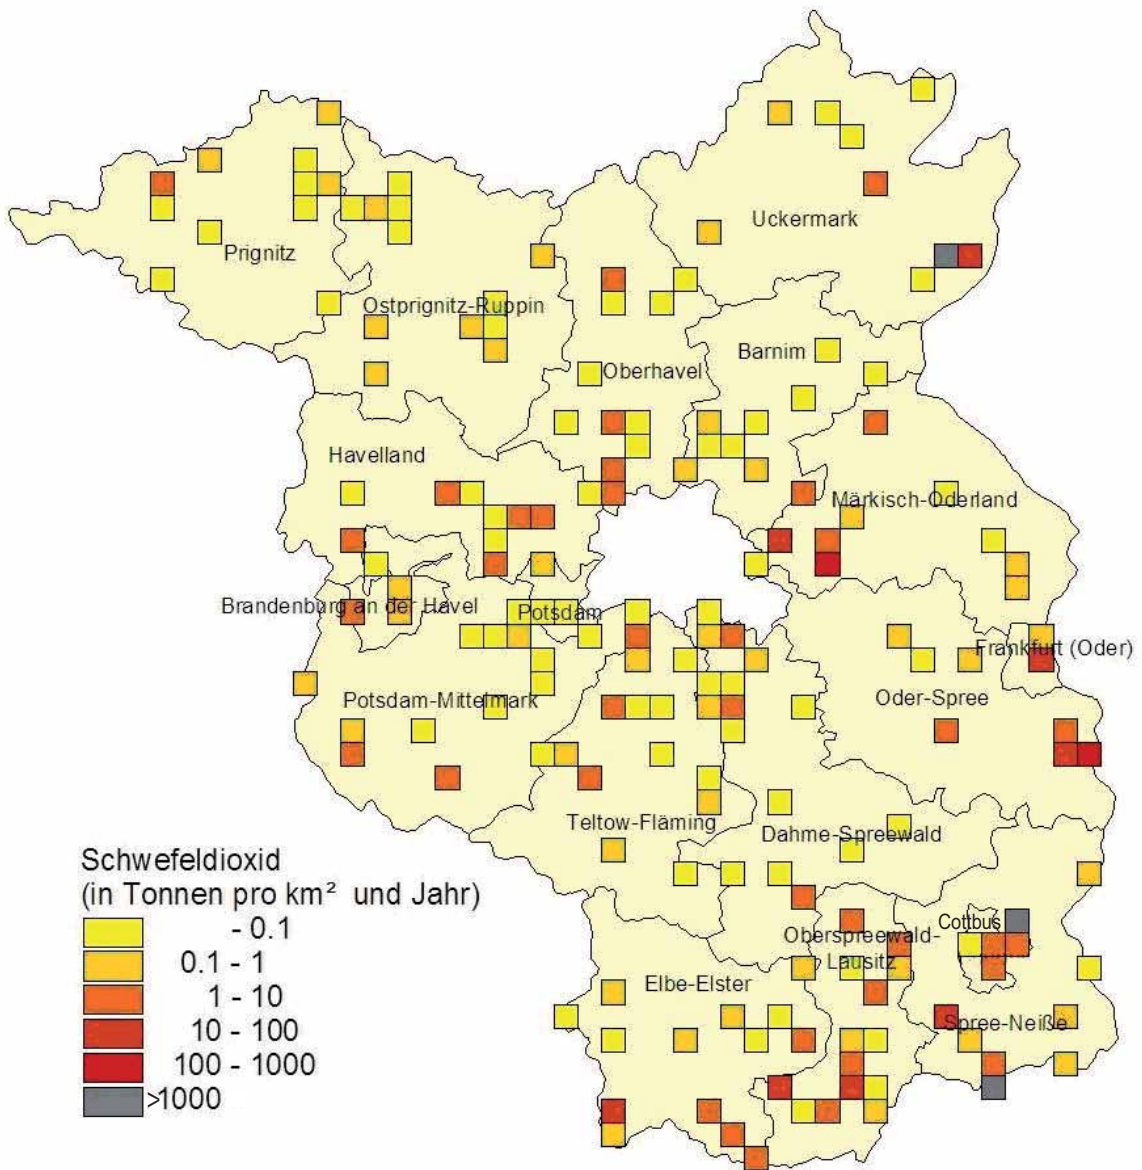 Uckermark
Prignitz
Ostprignitz-Ruppin
Barnim
Oberhavel
Havelland
Märkisch-Oderland
Brandenburg an der Havel
Potsdam
Frankfurt (Oder)
Potsdam-Mittelmark
Oder-Spree
Teltow-Fläming
Dahme-Spreewald
Schwefeldioxid
(in Tonnen pro km² und Jahr)
- 0.1
0.1 - 1
1 - 10
10 - 100
100 - 1000
>1000
Cottbus
Oberspreewald-
Lausitz
Elbe-Elster
Spree-Neiße